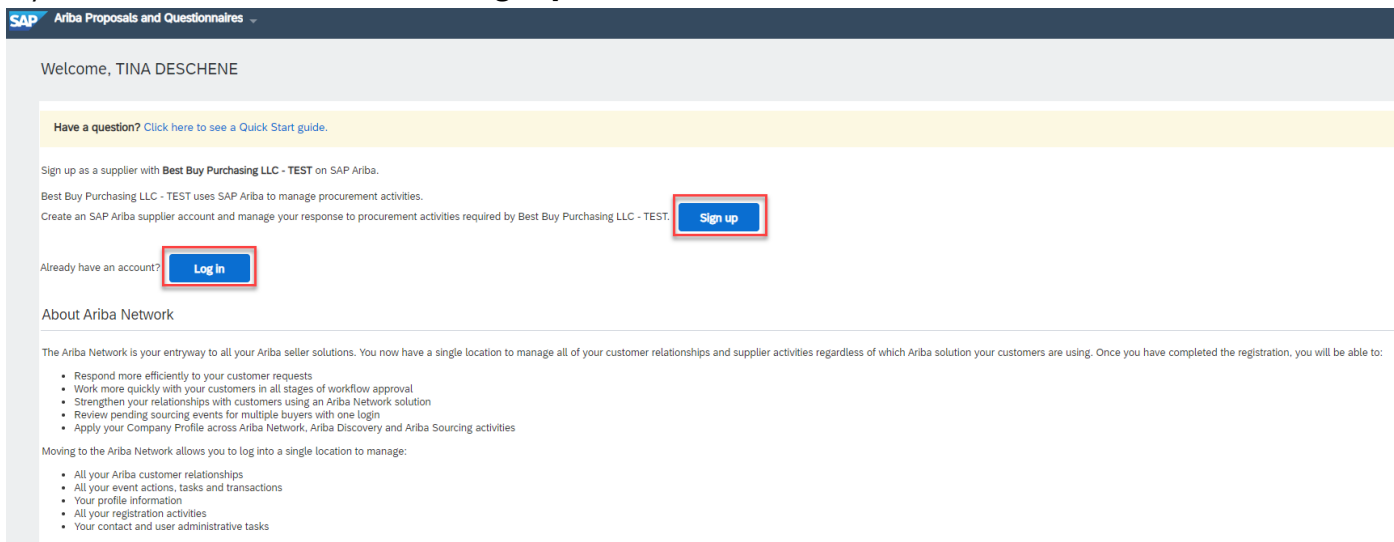 SAP Ariba Proposals and Questionnaires
Welcome, TINA DESCHENE
Have a question? Click here to see a Quick Start guide.
Sign up as a supplier with Best Buy Purchasing LLC - TEST on SAP Ariba.
Best Buy Purchasing LLC - TEST uses SAP Ariba to manage procurement activities.
Create an SAP Ariba supplier account and manage your response to procurement activities required by Best Buy Purchasing LLC - TEST. Sign up
Already have an account? Log in
About Ariba Network
The Ariba Network is your entryway to all your Ariba seller solutions. You now have a single location to manage all of your customer relationships and supplier activities regardless of which Ariba solution your customers are using. Once you have completed the registration, you will be able to:
• Respond more efficiently to your customer requests
• Work more quickly with your customers in all stages of workflow approval
• Strengthen your relationships with customers using an Ariba Network solution
• Review pending sourcing events for multiple buyers with one login
• Apply your Company Profile across Ariba Network, Ariba Discovery and Ariba Sourcing activities
Moving to the Ariba Network allows you to log into a single location to manage:
• All your Ariba customer relationships
• All your event actions, tasks and transactions
• Your profile information
• All your registration activities
• Your contact and user administrative tasks